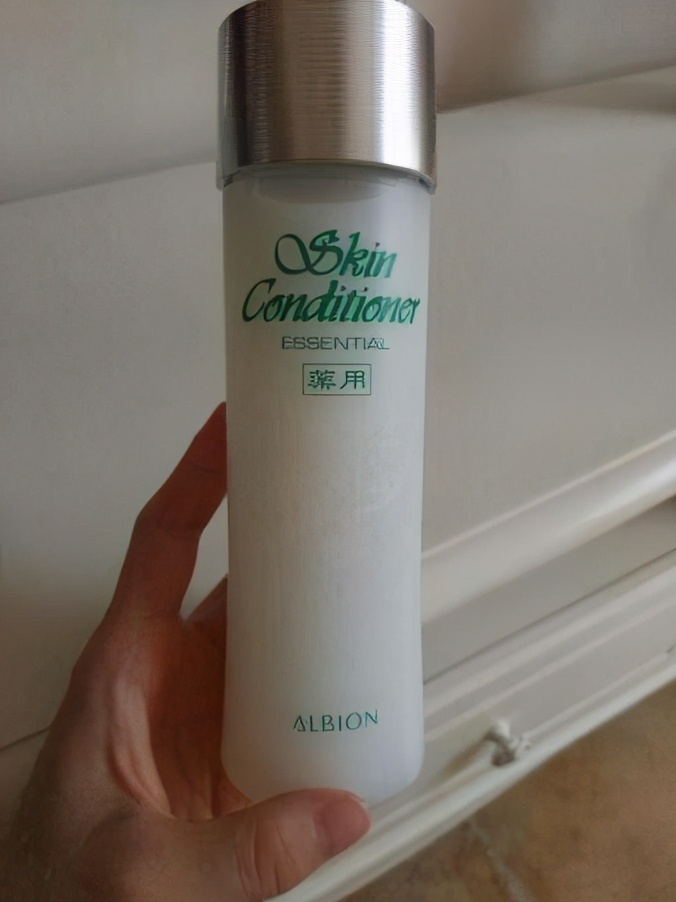 Skin
Conditioner
ESSENTIAL
薬用
ALBION